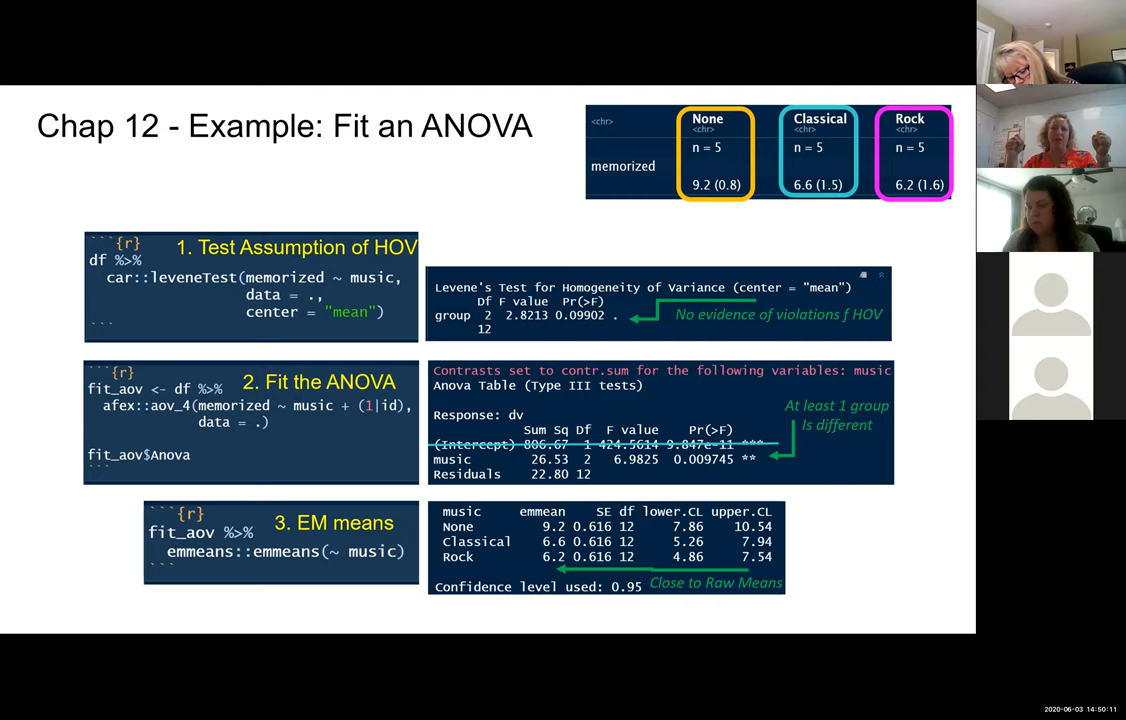 Chap 12 - Example: Fit an ANOVA
<chr> None Classical Rock
<chr> <chr> <chr>
n = 5 n = 5 n = 5
memorized
9.2 (0.8) 6.6 (1.5) 6.2 (1.6)
```{r} 1. Test Assumption of HOV
df %>%
car::leveneTest(memorized ~ music,
data = .,
center = "mean")
```
Levene's Test for Homogeneity of Variance (center = "mean")
Df F value Pr(>F)
group 2 2.8213 0.09902 .
12
No evidence of violations f HOV
```{r}
2. Fit the ANOVA
fit_aov <- df %>%
afex::aov_4(memorized ~ music + (1|id),
data = .)
fit_aov$Anova
```
Contrasts set to contr.sum for the following variables: music
Anova Table (Type III tests)
Response: dv
Sum Sq Df F value Pr(>F)
(Intercept) 806.67 1 424.5614 9.847e-11 ***
music 26.53 2 6.9825 0.009745 **
Residuals 22.80 12
At least 1 group
Is different
```{r}
3. EM means
fit_aov %>%
emmeans::emmeans(~ music)
```
music emmean SE df lower.CL upper.CL
None 9.2 0.616 12 7.86 10.54
Classical 6.6 0.616 12 5.26 7.94
Rock 6.2 0.616 12 4.86 7.54
Confidence level used: 0.95
Close to Raw Means
2020-06-03 14:50:11